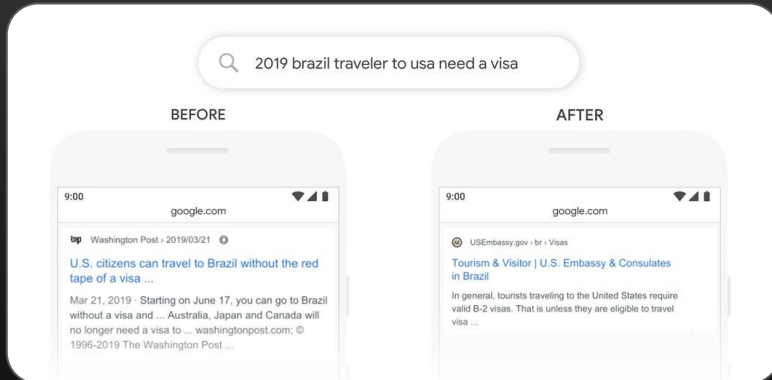 2019 brazil traveler to usa need a visa
BEFORE
9:00
google.com
wp Washington Post › 2019/03/21
U.S. citizens can travel to Brazil without the red
tape of a visa ...
Mar 21, 2019 · Starting on June 17, you can go to Brazil
without a visa and ... Australia, Japan and Canada will
no longer need a visa to ... washingtonpost.com; ©
1996-2019 The Washington Post ...
AFTER
9:00
google.com
USEmbassy.gov › br › Visas
Tourism & Visitor | U.S. Embassy & Consulates
in Brazil
In general, tourists traveling to the United States require
valid B-2 visas. That is unless they are eligible to travel
visa ...